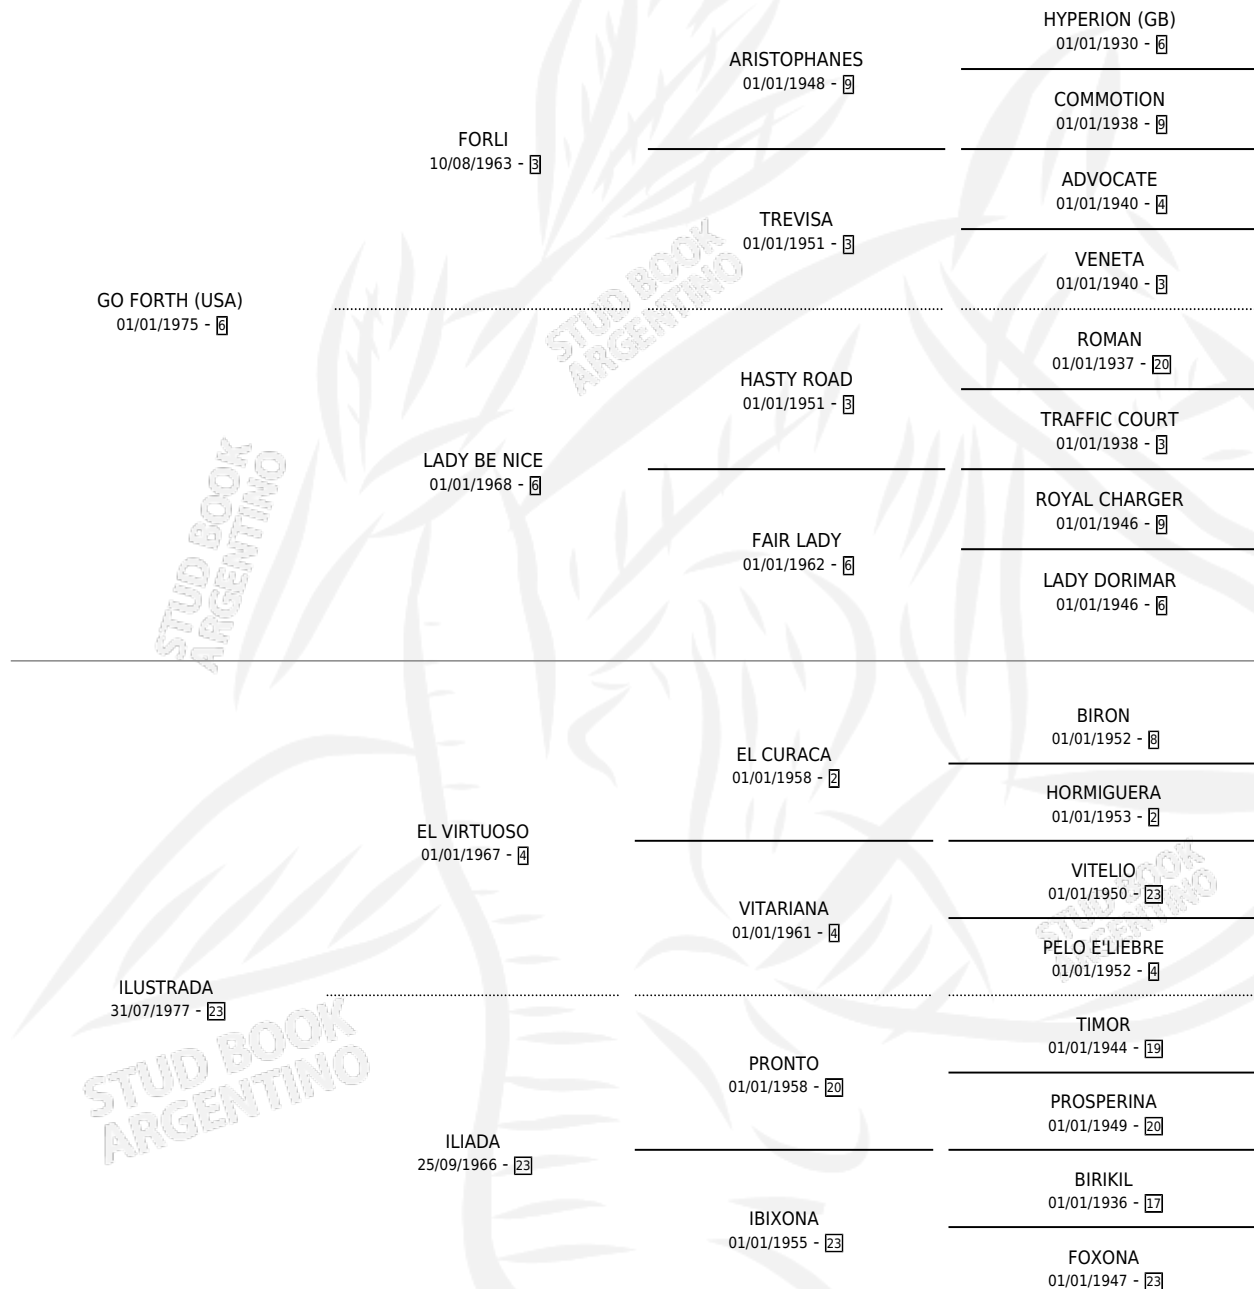 GO FORTH (USA)
01/01/1975 - 6
FORLI
10/08/1963 - 3
ARISTOPHANES
01/01/1948 - 9
HYPERION (GB)
01/01/1930 - 6
COMMOTION
01/01/1938 - 9
TREVISA
01/01/1951 - 3
ADVOCATE
01/01/1940 - 4
VENETA
01/01/1940 - 3
LADY BE NICE
01/01/1968 - 6
HASTY ROAD
01/01/1951 - 3
ROMAN
01/01/1937 - 20
TRAFFIC COURT
01/01/1938 - 3
FAIR LADY
01/01/1962 - 6
ROYAL CHARGER
01/01/1946 - 9
LADY DORIMAR
01/01/1946 - 6
ILUSTRADA
31/07/1977 - 23
EL VIRTUOSO
01/01/1967 - 4
EL CURACA
01/01/1958 - 2
BIRON
01/01/1952 - 8
HORMIGUERA
01/01/1953 - 2
VITARIANA
01/01/1961 - 4
VITELIO
01/01/1950 - 23
PELO E'LIEBRE
01/01/1952 - 4
ILIADA
25/09/1966 - 23
PRONTO
01/01/1958 - 20
TIMOR
01/01/1944 - 19
PROSPERINA
01/01/1949 - 20
IBIXONA
01/01/1955 - 23
BIRIKIL
01/01/1936 - 17
FOXONA
01/01/1947 - 23
STUD BOOK
ARGENTINO
STUD BOOK
ARGENTINO
STUD BOOK
ARGENTINO
STUD BOOK
ARGENTINO